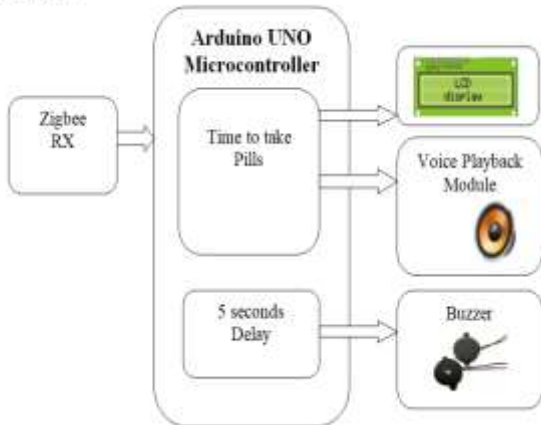 Arduino UNO
Microcontroller
Zigbee
RX
Time to take
Pills
LCD
display
Voice Playback
Module
5 seconds
Delay
Buzzer